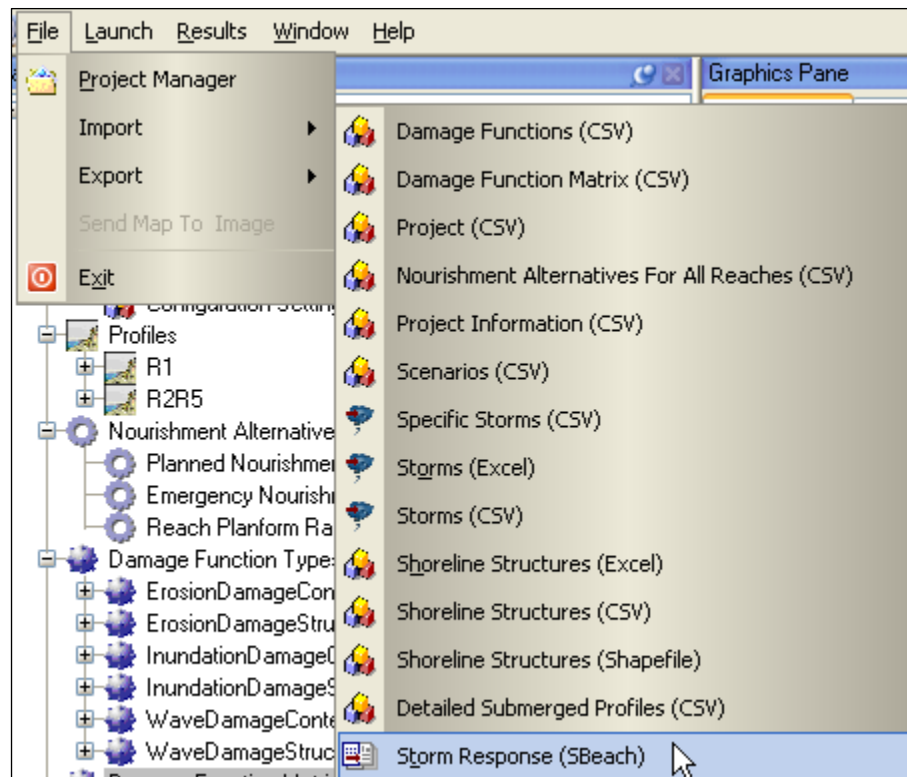 File Launch Results Window Help
Project Manager
Graphics Pane
Import
Export
Send Map To Image
Exit
Damage Functions (CSV)
Damage Function Matrix (CSV)
Project (CSV)
Nourishment Alternatives For All Reaches (CSV)
Project Information (CSV)
Scenarios (CSV)
Specific Storms (CSV)
Storms (Excel)
Storms (CSV)
Shoreline Structures (Excel)
Shoreline Structures (CSV)
Shoreline Structures (Shapefile)
Detailed Submerged Profiles (CSV)
Storm Response (SBeach)
Profiles
R1
R2R5
Nourishment Alternative
Planned Nourishmen
Emergency Nourishm
Reach Planform Ra
Damage Function Type
ErosionDamageCon
ErosionDamageStru
InundationDamage
InundationDamageS
WaveDamageConte
WaveDamageStruc